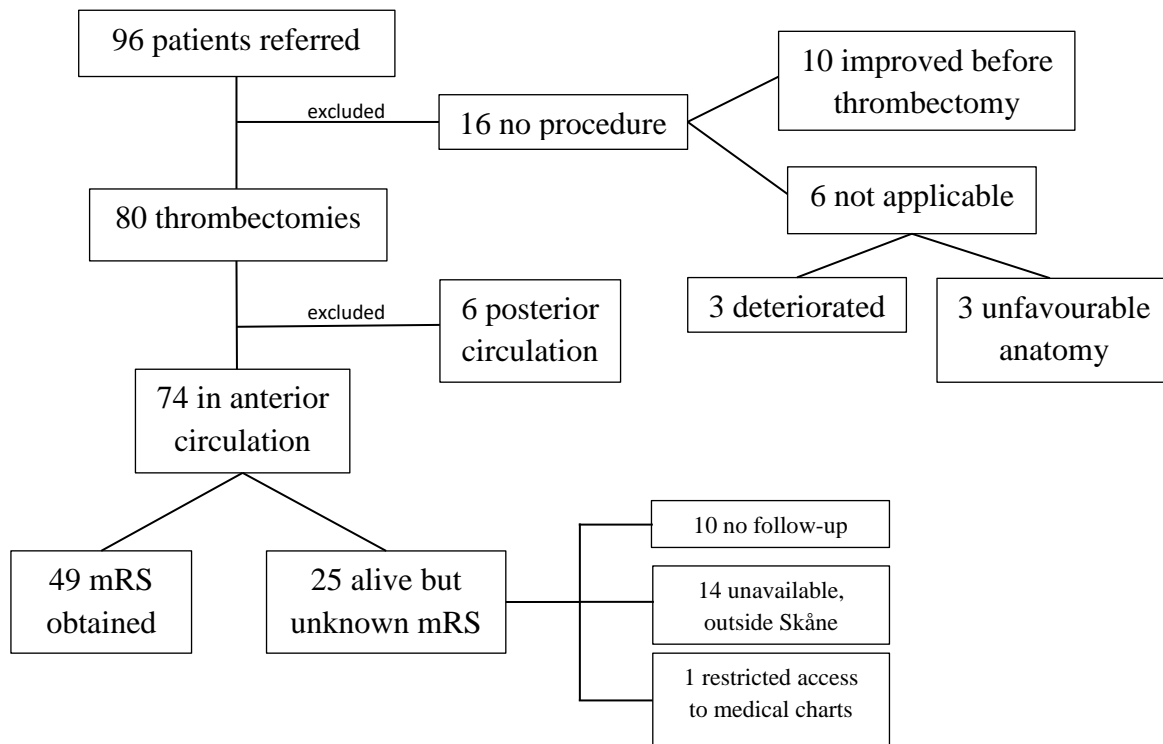 96 patients referred
excluded
16 no procedure
10 improved before
thrombectomy
6 not applicable
3 deteriorated
3 unfavourable
anatomy
80 thrombectomies
excluded
6 posterior
circulation
74 in anterior
circulation
49 mRS
obtained
25 alive but
unknown mRS
10 no follow-up
14 unavailable,
outside Skåne
1 restricted access
to medical charts